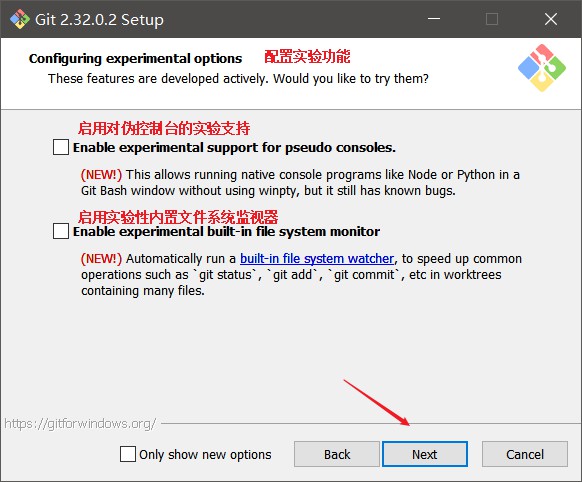 Git 2.32.0.2 Setup
Configuring experimental options 配置实验功能
These features are developed actively. Would you like to try them?
启用对伪控制台的实验支持
Enable experimental support for pseudo consoles.
(NEW!) This allows running native console programs like Node or Python in a
Git Bash window without using winpty, but it still has known bugs.
启用实验性内置文件系统监视器
Enable experimental built-in file system monitor
(NEW!) Automatically run a built-in file system watcher, to speed up common
operations such as `git status`, `git add`, `git commit`, etc in worktrees
containing many files.
https://gitforwindows.org/
Only show new options Back Next Cancel